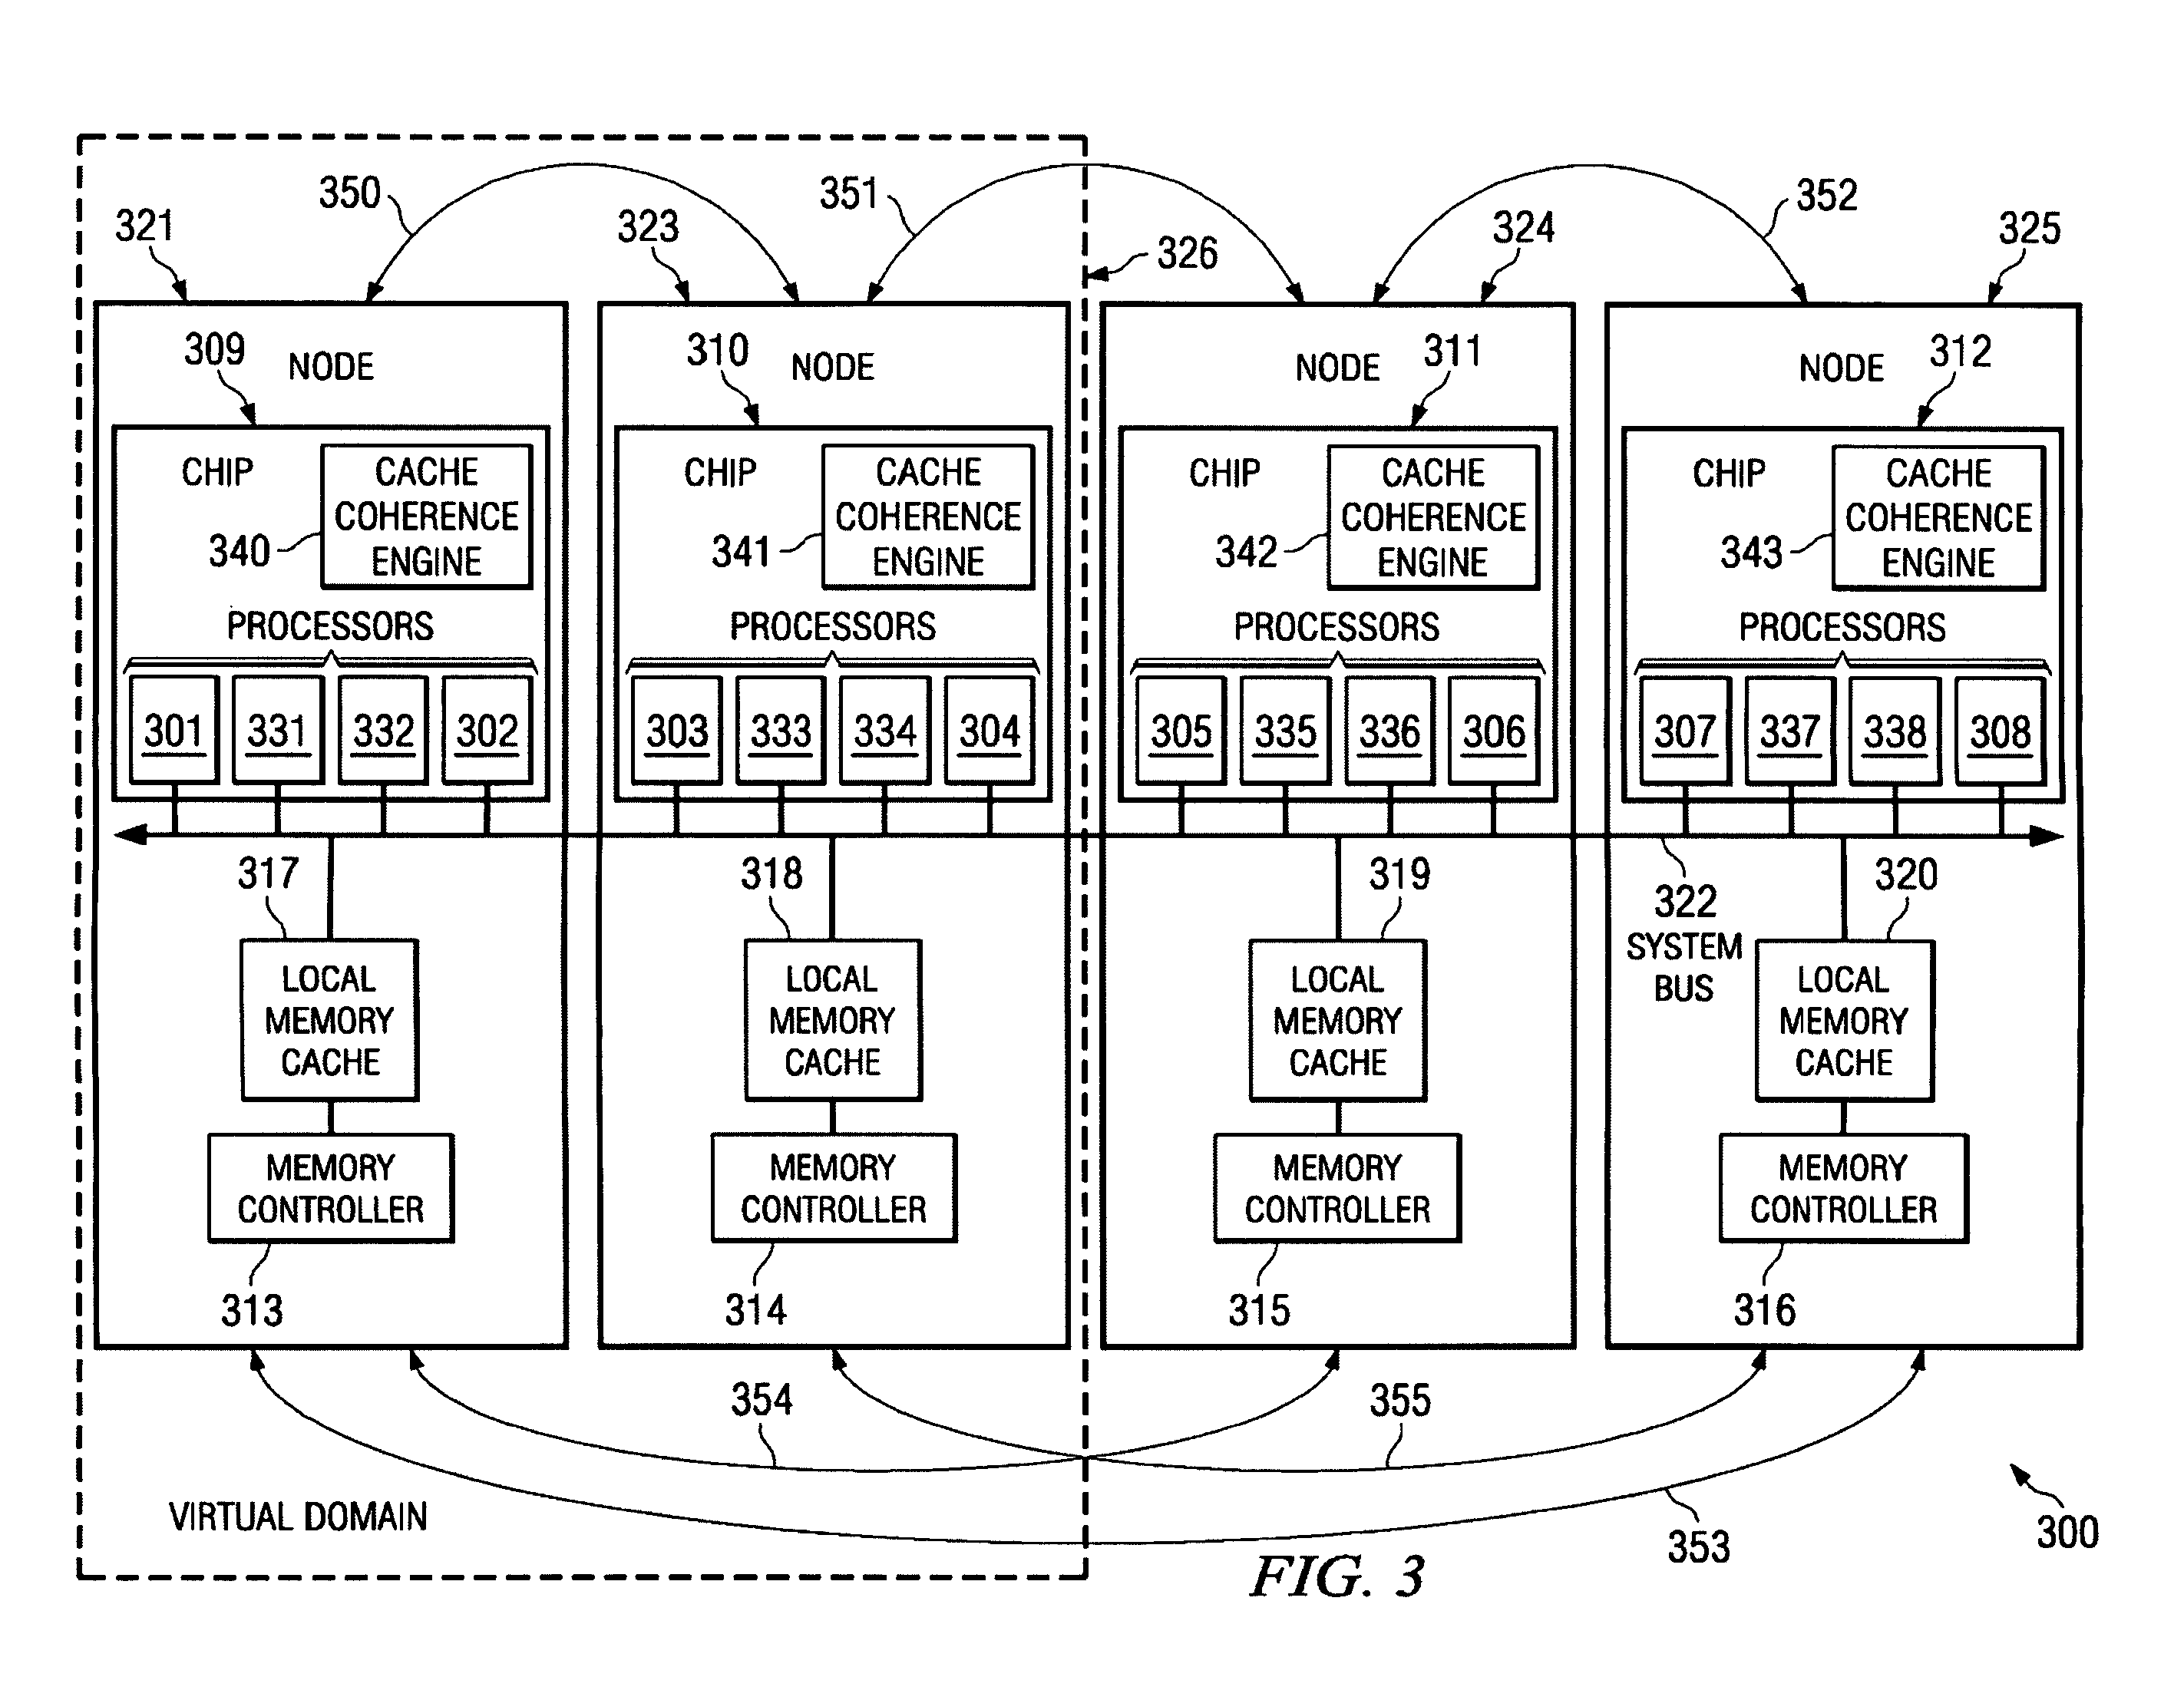 350
351
352
321
323
326
324
325
309
NODE
310
NODE
NODE
311
NODE
312
CHIP
CACHE
COHERENCE
ENGINE
340
CHIP
CACHE
COHERENCE
ENGINE
341
CHIP
CACHE
COHERENCE
ENGINE
342
CHIP
CACHE
COHERENCE
ENGINE
343
PROCESSORS
PROCESSORS
PROCESSORS
PROCESSORS
301 331 332 302
303 333 334 304
305 335 336 306
307 337 338 308
317
318
319
322
SYSTEM
BUS
320
LOCAL
MEMORY
CACHE
LOCAL
MEMORY
CACHE
LOCAL
MEMORY
CACHE
LOCAL
MEMORY
CACHE
MEMORY
CONTROLLER
MEMORY
CONTROLLER
MEMORY
CONTROLLER
MEMORY
CONTROLLER
313
314
315
316
354
355
VIRTUAL DOMAIN
353
300
FIG. 3